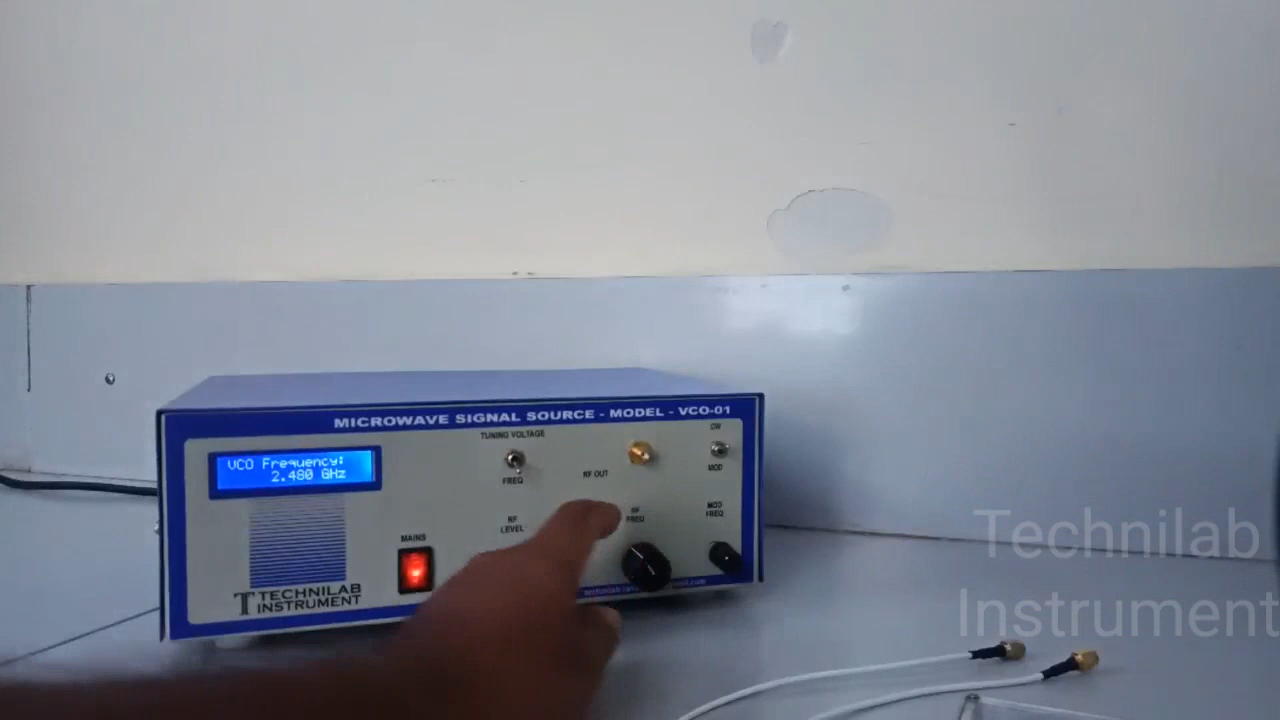 MICROWAVE SIGNAL SOURCE - MODEL - VCO-01
VCO Frequency:
2.480 GHz
TUNING VOLTAGE
FREQ
RF OUT
CW
MOD
RF
LEVEL
RF
FREQ
MOD
FREQ
MAINS
T TECHNILAB
INSTRUMENT
Technilab
Instrument